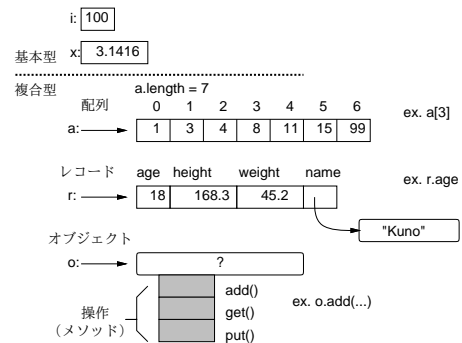 i: 100
基本型 x: 3.1416
複合型 a.length = 7
配列 0 1 2 3 4 5 6
a: 1 3 4 8 11 15 99 ex. a[3]
レコード age height weight name
r: 18 168.3 45.2 ex. r.age
"Kuno"
オブジェクト
o: ?
add()
操作 get() ex. o.add(...)
(メソッド) put()